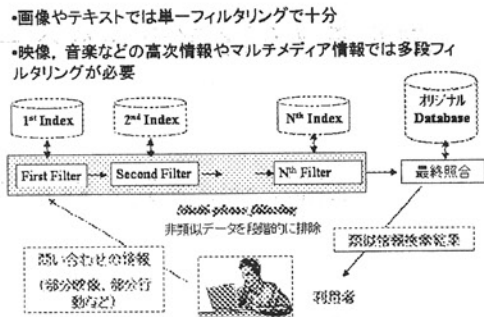 •画像やテキストでは単一フィルタリングで十分
•映像，音楽などの高次情報やマルチメディア情報では多段フィ
ルタリングが必要
1st Index
2nd Index
Nth Index
オリジナル
Database
First Filter
Second Filter
Nth Filter
最終照合
非類似データを段階的に排除
問い合わせの情報
(部分映像、部分行
動など)
類似情報検索結果
利用者